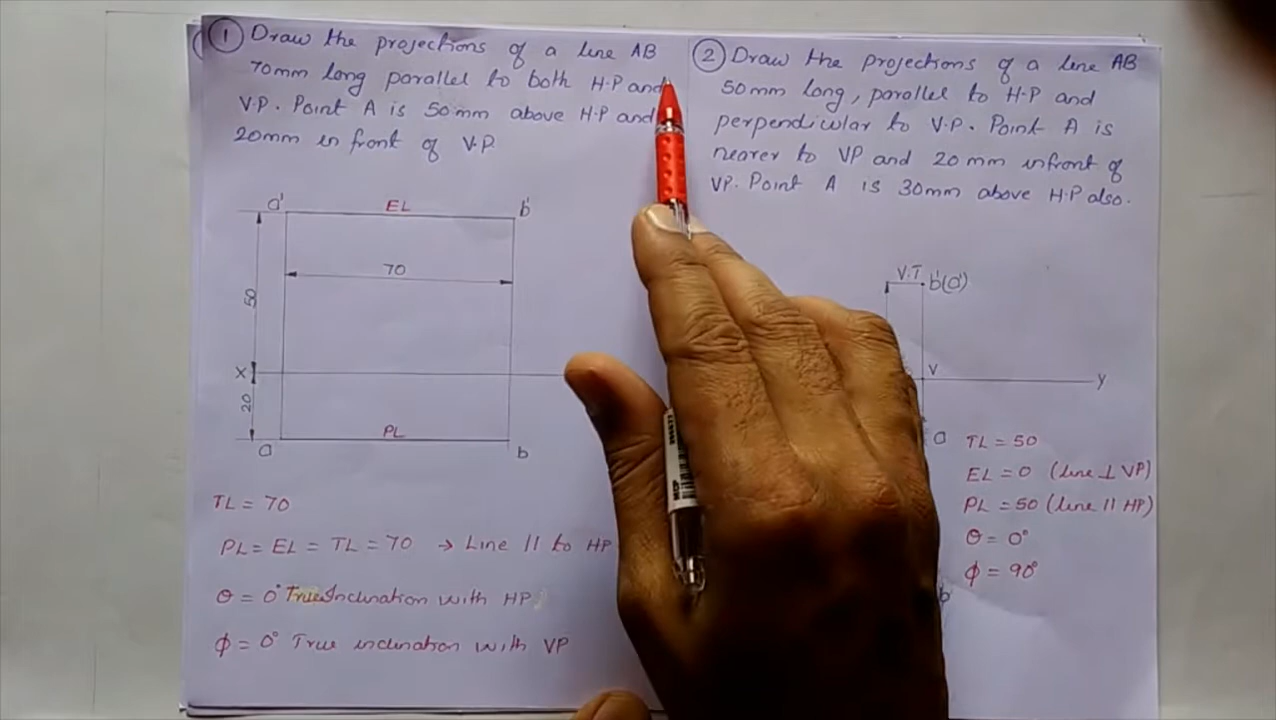 1 Draw the projections of a line AB
70mm long parallel to both H.P and
V.P. Point A is 50mm above H.P and
20mm in front of V.P
a' EL b'
70
50
X
20
PL
a b
TL = 70
PL = EL = TL = 70 → Line // to HP
θ = 0° True Inclination with HP
ϕ = 0° True inclination with VP
2 Draw the projections of a line AB
50mm long, parallel to H.P and
perpendicular to V.P. Point A is
nearer to VP and 20mm infront of
VP. Point A is 30mm above H.P also.
V.T b'(a')
V y
a TL = 50
EL = 0 (line ⊥ VP)
PL = 50 (line // HP)
θ = 0°
ϕ = 90°
b